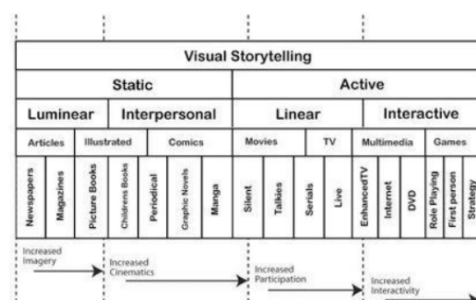 Visual Storytelling
Static Active
Luminear Interpersonal Linear Interactive
Articles Illustrated Comics Movies TV Multimedia Games
Newspapers Magazines Picture Books Childrens Books Periodical Graphic Novels Manga Silent Talkies Serials Live EnhancedTV Internet DVD Role Playing First person Strategy
Increased
Imagery
Increased
Cinematics
Increased
Participation
Increased
Interactivity